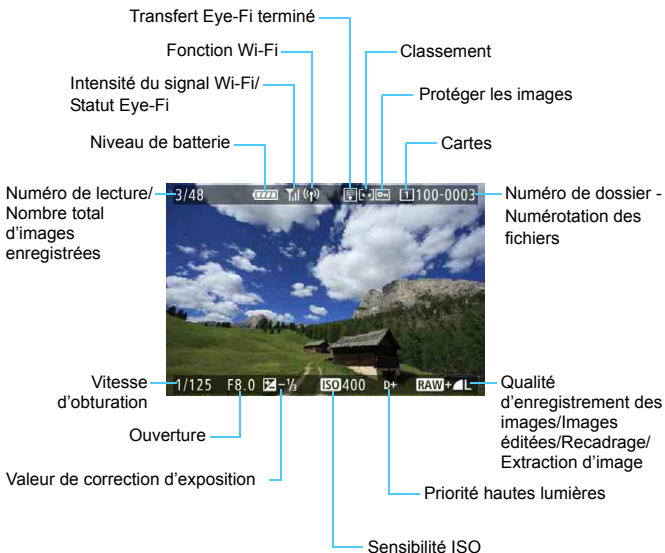 Transfert Eye-Fi terminé
Fonction Wi-Fi
Classement
Intensité du signal Wi-Fi/
Statut Eye-Fi
Protéger les images
Niveau de batterie
Cartes
Numéro de lecture/
Nombre total
d'images
enregistrées
3/48
1 100-0003
Numéro de dossier -
Numérotation des
fichiers
Vitesse
d'obturation
1/125 F8.0 -1/3 ISO 400 D+ RAW+L
Qualité
d'enregistrement des
images/Images
éditées/Recadrage/
Extraction d'image
Ouverture
Valeur de correction d'exposition
Priorité hautes lumières
Sensibilité ISO